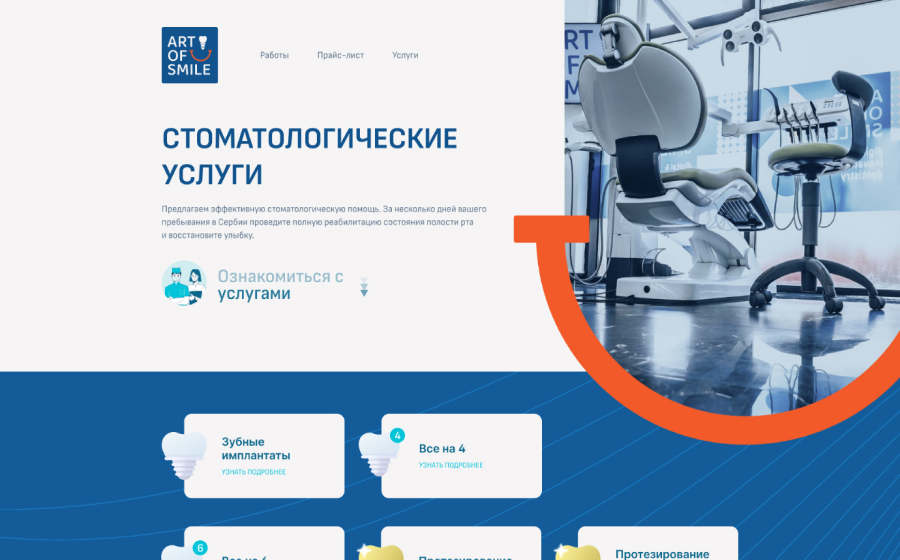 ART
OF
SMILE
Работы
Прайс-лист
Услуги
СТОМАТОЛОГИЧЕСКИЕ
УСЛУГИ
Предлагаем эффективную стоматологическую помощь. За несколько дней вашего
пребывания в Сербии проведите полную реабилитацию состояния полости рта
и восстановите улыбку.
Ознакомиться с
услугами
Зубные
имплантаты
УЗНАТЬ ПОДРОБНЕЕ
4
Все на 4
УЗНАТЬ ПОДРОБНЕЕ
6
Все на 4
Протезирование
Протезирование